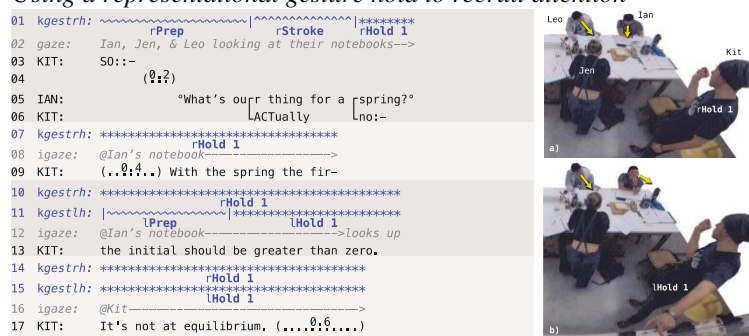 Using a representational gesture hold to recruit attention
01 kgestrh: ~~~~~~~~~~~~~~~~~~~~~|^^^^^^^^^^^^^^|********
rPrep rStroke rHold 1
02 gaze: Ian, Jen, & Leo looking at their notebooks-->
03 KIT: SO::-
04 (0.2)
05 IAN: °What's ou[r thing for a [spring?°
06 KIT: [ACTually [no:-
07 kgestrh: **********************************
rHold 1
08 igaze: @Ian's notebook------------------->
09 KIT: (...0.4...) With the spring the fir-
10 kgestrh: *******************************************
rHold 1
11 kgestlh: |~~~~~~~~~~~~~~~~~|************************
lPrep lHold 1
12 igaze: @Ian's notebook------------------->looks up
13 KIT: the initial should be greater than zero.
14 kgestrh: **************************************
rHold 1
15 kgestlh: **************************************
lHold 1
16 igaze: @Kit--------------------------------->
17 KIT: It's not at equilibrium. (....0.6.....)
Leo
Ian
Kit
Jen
rHold 1
a)
lHold 1
b)